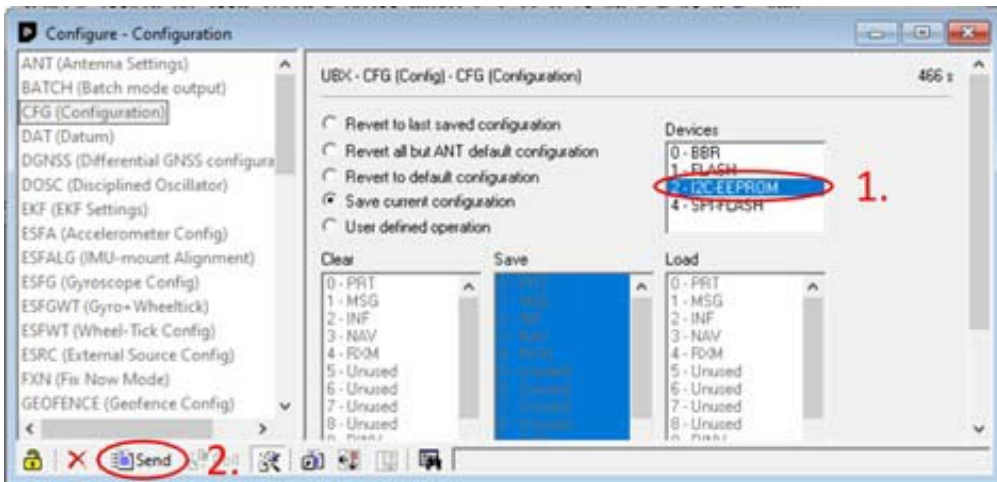 Configure - Configuration
ANT (Antenna Settings)
BATCH (Batch mode output)
CFG (Configuration)
DAT (Datum)
DGNSS (Differential GNSS configura
DOSC (Disciplined Oscillator)
EKF (EKF Settings)
ESFA (Accelerometer Config)
ESFALG (IMU-mount Alignment)
ESFG (Gyroscope Config)
ESFGWT (Gyro+Wheeltick)
ESFWT (Wheel-Tick Config)
ESRC (External Source Config)
FXN (Fix Now Mode)
GEOFENCE (Geofence Config)
UBX - CFG (Config) - CFG (Configuration)
466 s
Revert to last saved configuration
Revert all but ANT default configuration
Revert to default configuration
Save current configuration
User defined operation
Devices
0 - BBR
1 - FLASH
2 - I2C-EEPROM
4 - SPI-FLASH
1.
Clear
0 - PRT
1 - MSG
2 - INF
3 - NAV
4 - RXM
5 - Unused
6 - Unused
7 - Unused
8 - Unused
Save
Load
0 - PRT
1 - MSG
2 - INF
3 - NAV
4 - RXM
5 - Unused
6 - Unused
7 - Unused
8 - Unused
Send
2.